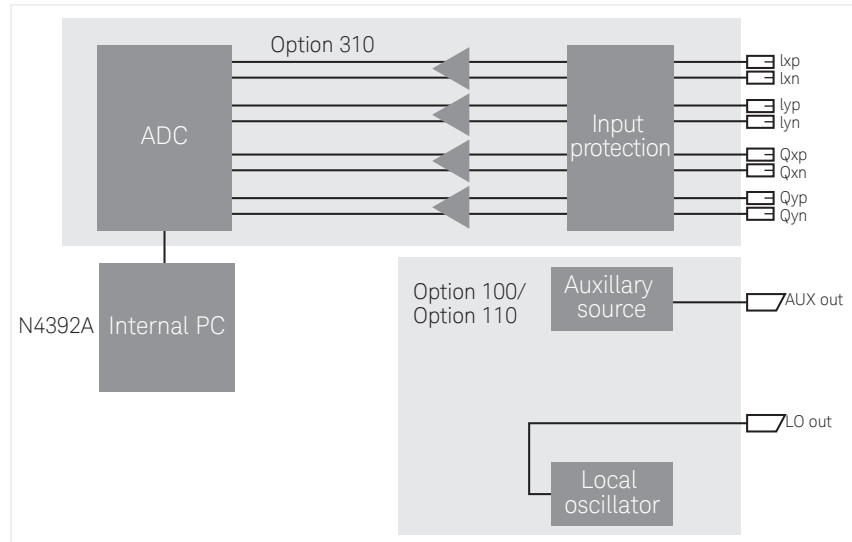 Option 310
ADC
Input
protection
lxp
lxn
lyp
lyn
Qxp
Qxn
Qyp
Qyn
N4392A
Internal PC
Option 100/
Option 110
Auxillary
source
AUX out
LO out
Local
oscillator